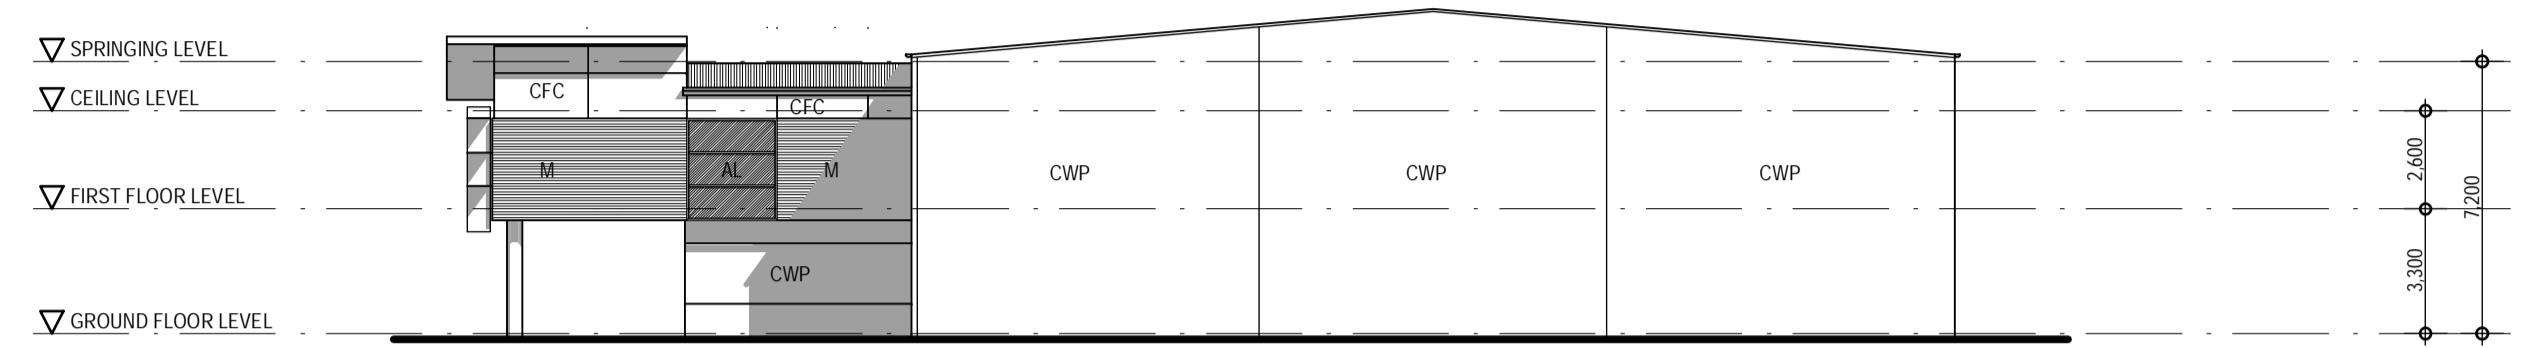 SPRINGING LEVEL
CEILING LEVEL
FIRST FLOOR LEVEL
GROUND FLOOR LEVEL
CFC
CFC
M
AL
M
CWP
CWP
CWP
CWP
2,600
7,200
3,300